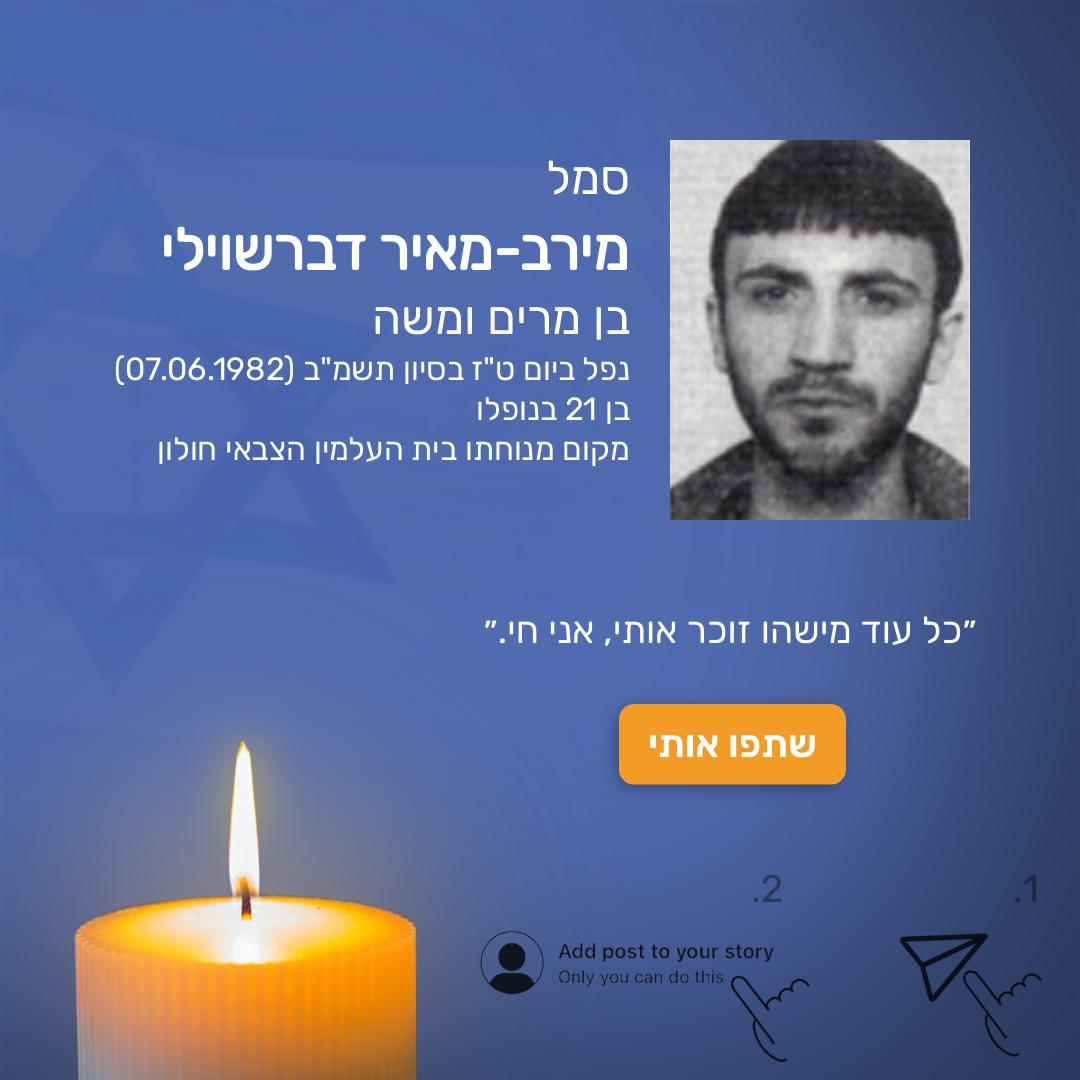 סמל
מירב-מאיר דברשוילי
בן מרים ומשה
נפל ביום ט"ז בסיון תשמ"ב (07.06.1982)
בן 21 בנופלו
מקום מנוחתו בית העלמין הצבאי חולון
"כל עוד מישהו זוכר אותי, אני חי."
שתפו אותי
.1
.2
Add post to your story
Only you can do this